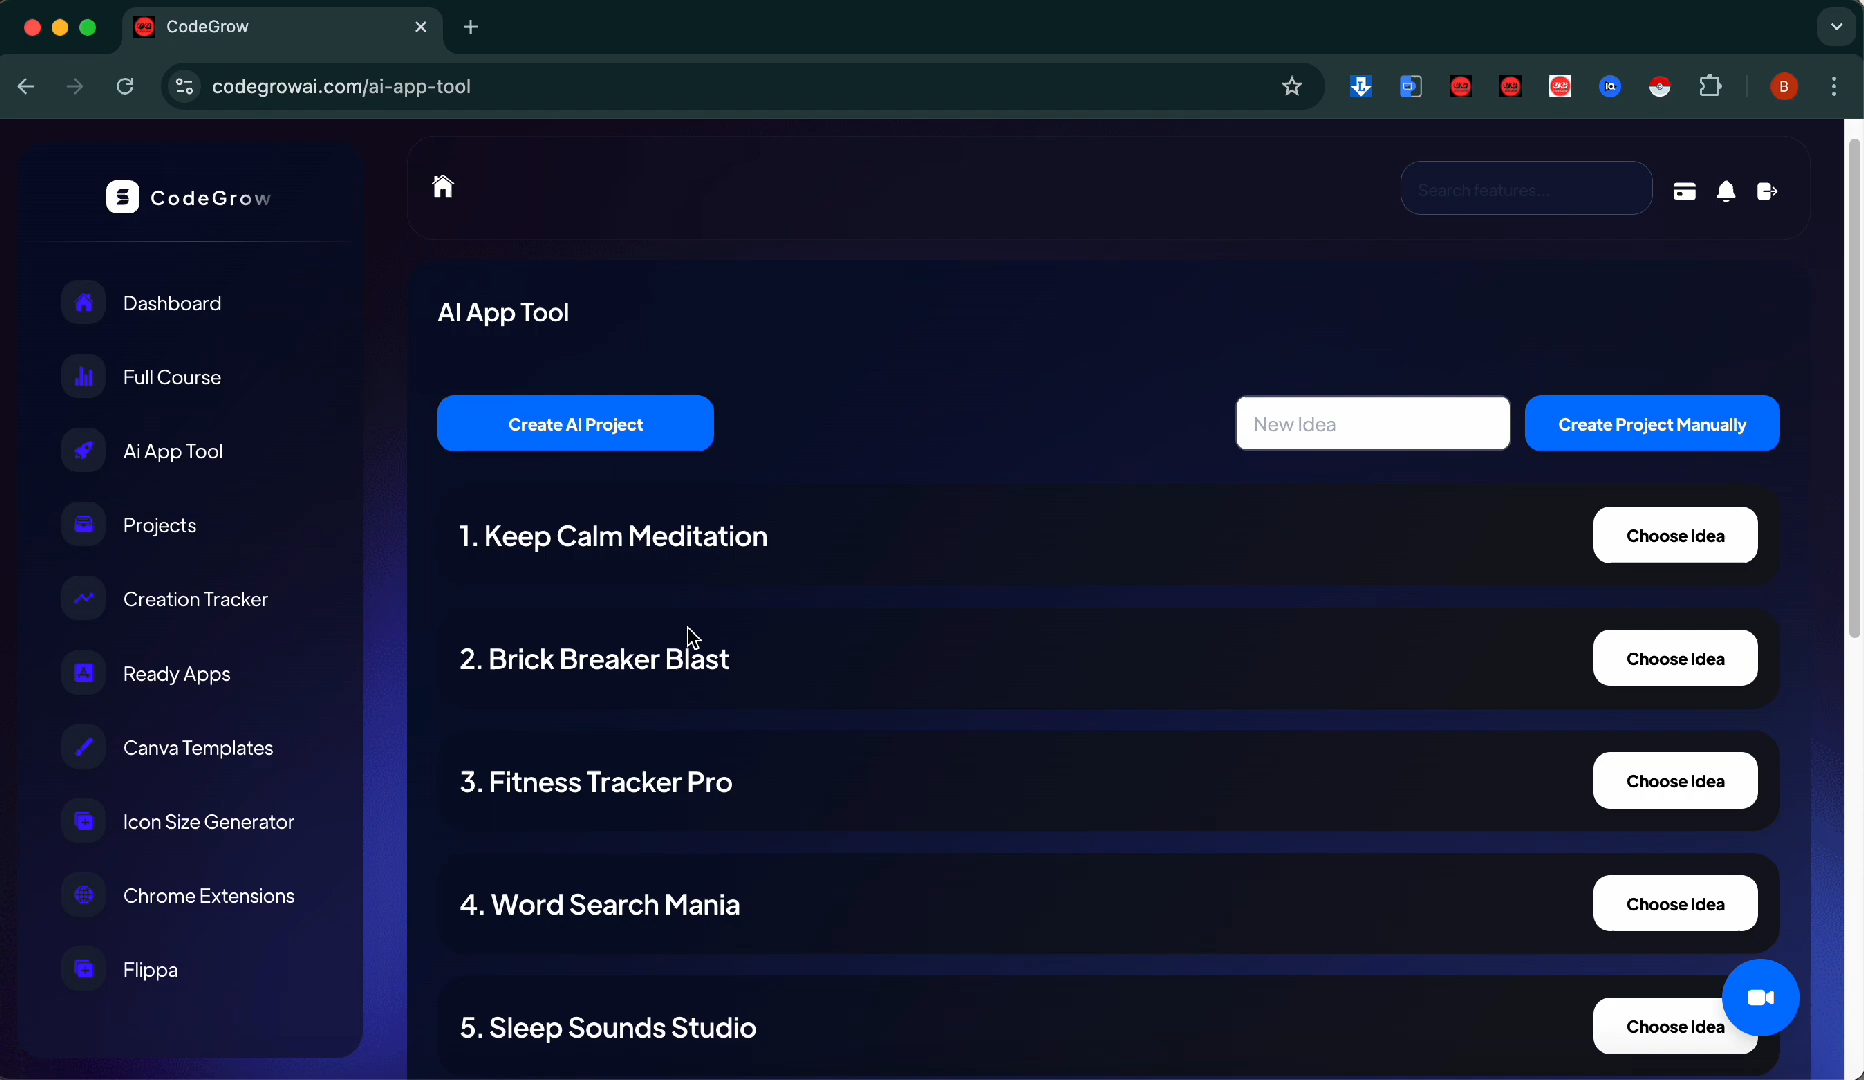 CodeGrow
codegrowai.com/ai-app-tool
B
CodeGrow
Search features...
Dashboard
Full Course
Ai App Tool
Projects
Creation Tracker
Ready Apps
Canva Templates
Icon Size Generator
Chrome Extensions
Flippa
AI App Tool
Create AI Project
New Idea
Create Project Manually
1. Keep Calm Meditation
Choose Idea
2. Brick Breaker Blast
Choose Idea
3. Fitness Tracker Pro
Choose Idea
4. Word Search Mania
Choose Idea
5. Sleep Sounds Studio
Choose Idea